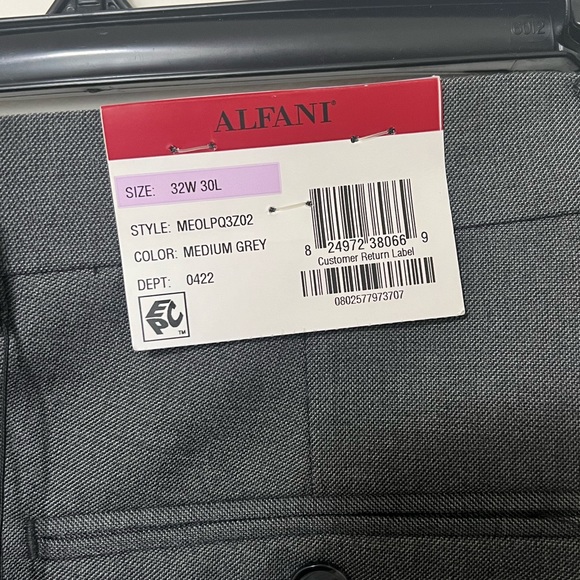 ALFANI®
SIZE: 32W 30L
STYLE: MEOLPQ3Z02
COLOR: MEDIUM GREY
DEPT: 0422
EPC™
8 24972 38066 9
Customer Return Label
0802577973707